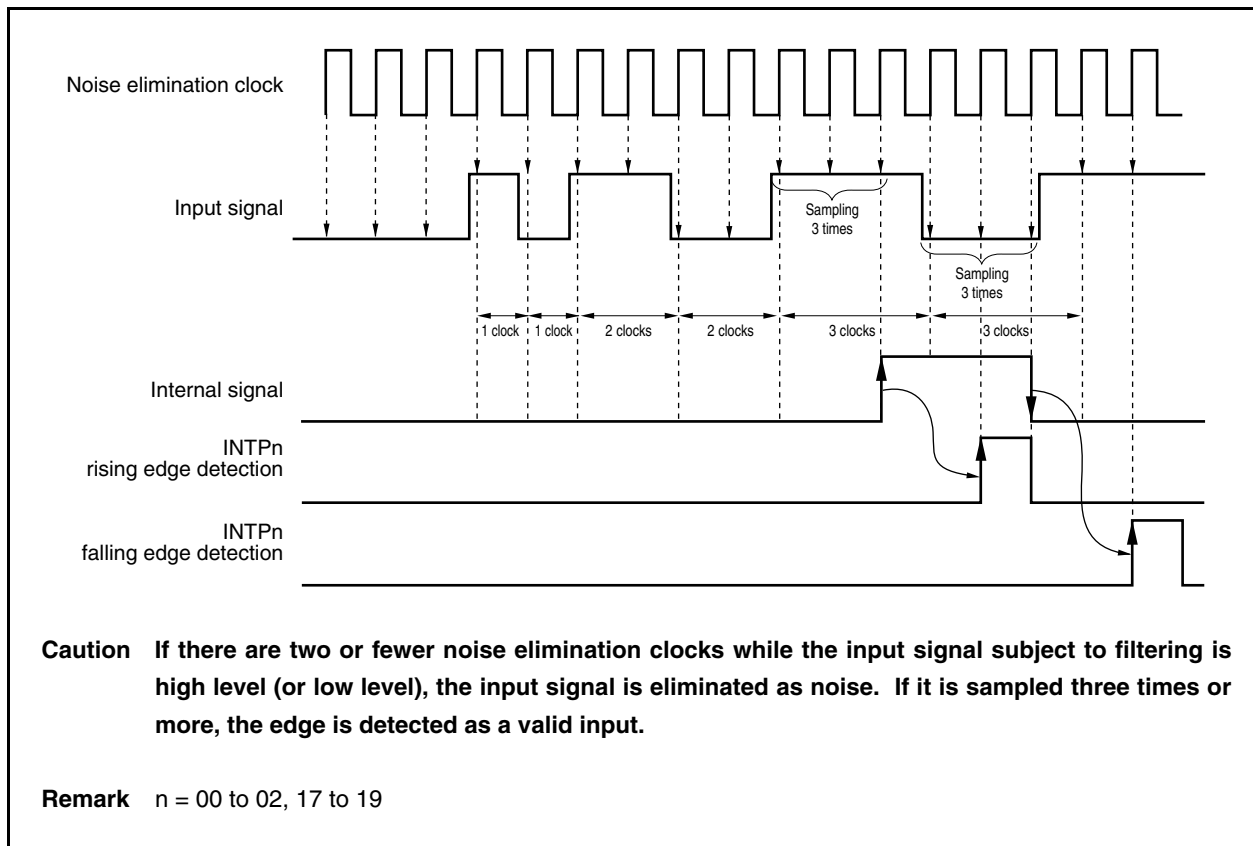 Noise elimination clock
Input signal
Sampling
3 times
Sampling
3 times
1 clock
1 clock
2 clocks
2 clocks
3 clocks
3 clocks
Internal signal
INTPn
rising edge detection
INTPn
falling edge detection
Caution If there are two or fewer noise elimination clocks while the input signal subject to filtering is
high level (or low level), the input signal is eliminated as noise. If it is sampled three times or
more, the edge is detected as a valid input.
Remark n = 00 to 02, 17 to 19